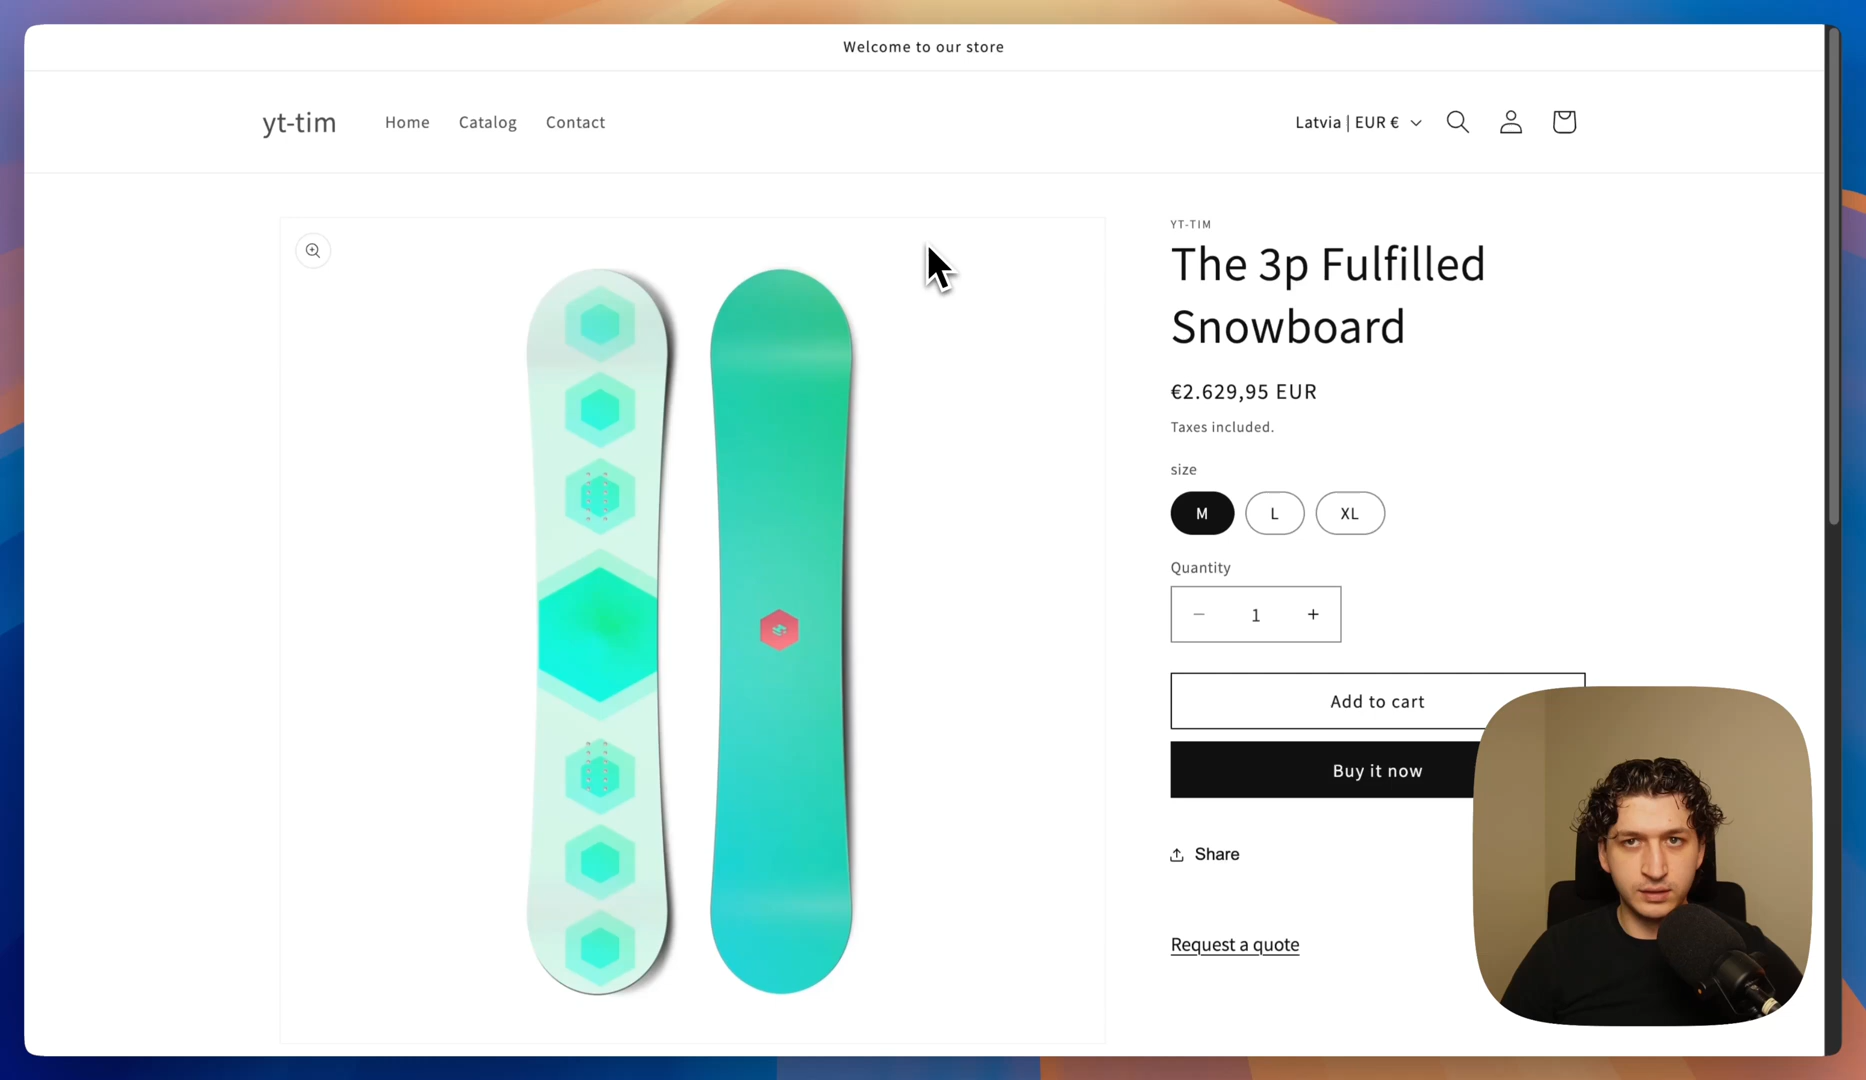 Welcome to our store
yt-tim
Home
Catalog
Contact
Latvia | EUR €
YT-TIM
The 3p Fulfilled
Snowboard
€2.629,95 EUR
Taxes included.
size
M
L
XL
Quantity
− 1 +
Add to cart
Buy it now
Share
Request a quote